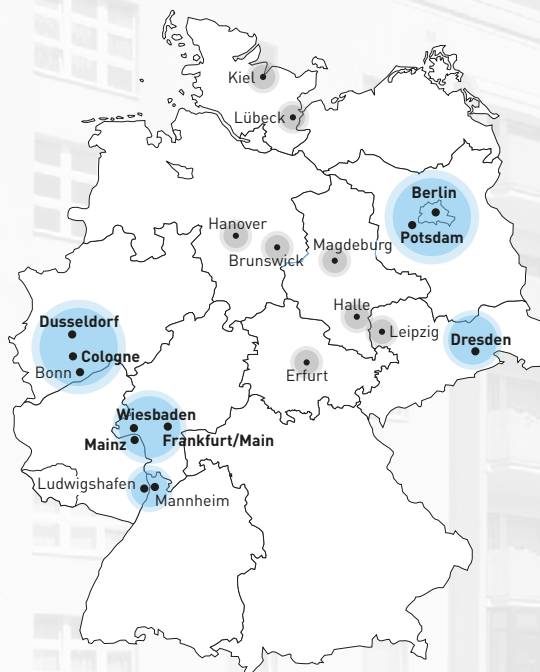 Kiel
Lübeck
Berlin
Hanover
Potsdam
Magdeburg
Brunswick
Halle
Dusseldorf
Leipzig
Dresden
Cologne
Bonn
Erfurt
Wiesbaden
Frankfurt/Main
Mainz
Ludwigshafen
Mannheim